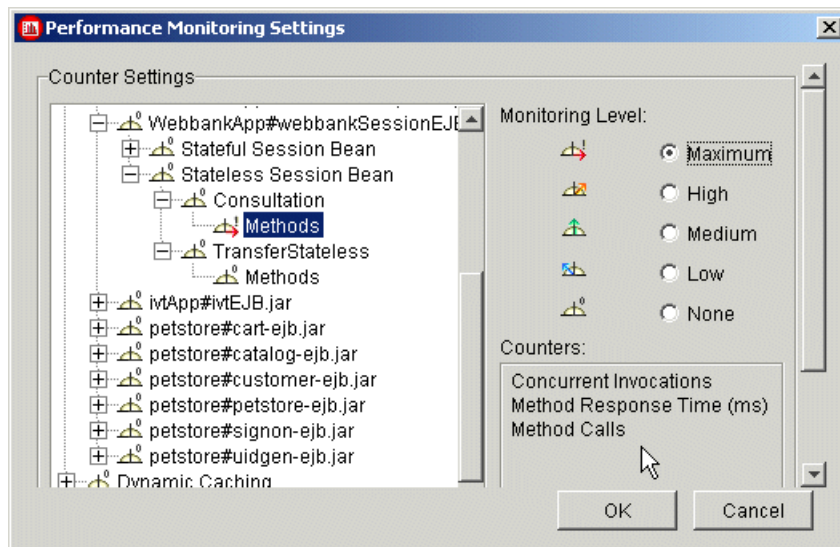 Performance Monitoring Settings
Counter Settings
WebbankApp#webbankSessionEJB
Stateful Session Bean
Stateless Session Bean
Consultation
Methods
TransferStateless
Methods
ivtApp#ivtEJB.jar
petstore#cart-ejb.jar
petstore#catalog-ejb.jar
petstore#customer-ejb.jar
petstore#petstore-ejb.jar
petstore#signon-ejb.jar
petstore#uidgen-ejb.jar
Dynamic Caching
Monitoring Level:
Maximum
High
Medium
Low
None
Counters:
Concurrent Invocations
Method Response Time (ms)
Method Calls
OK
Cancel